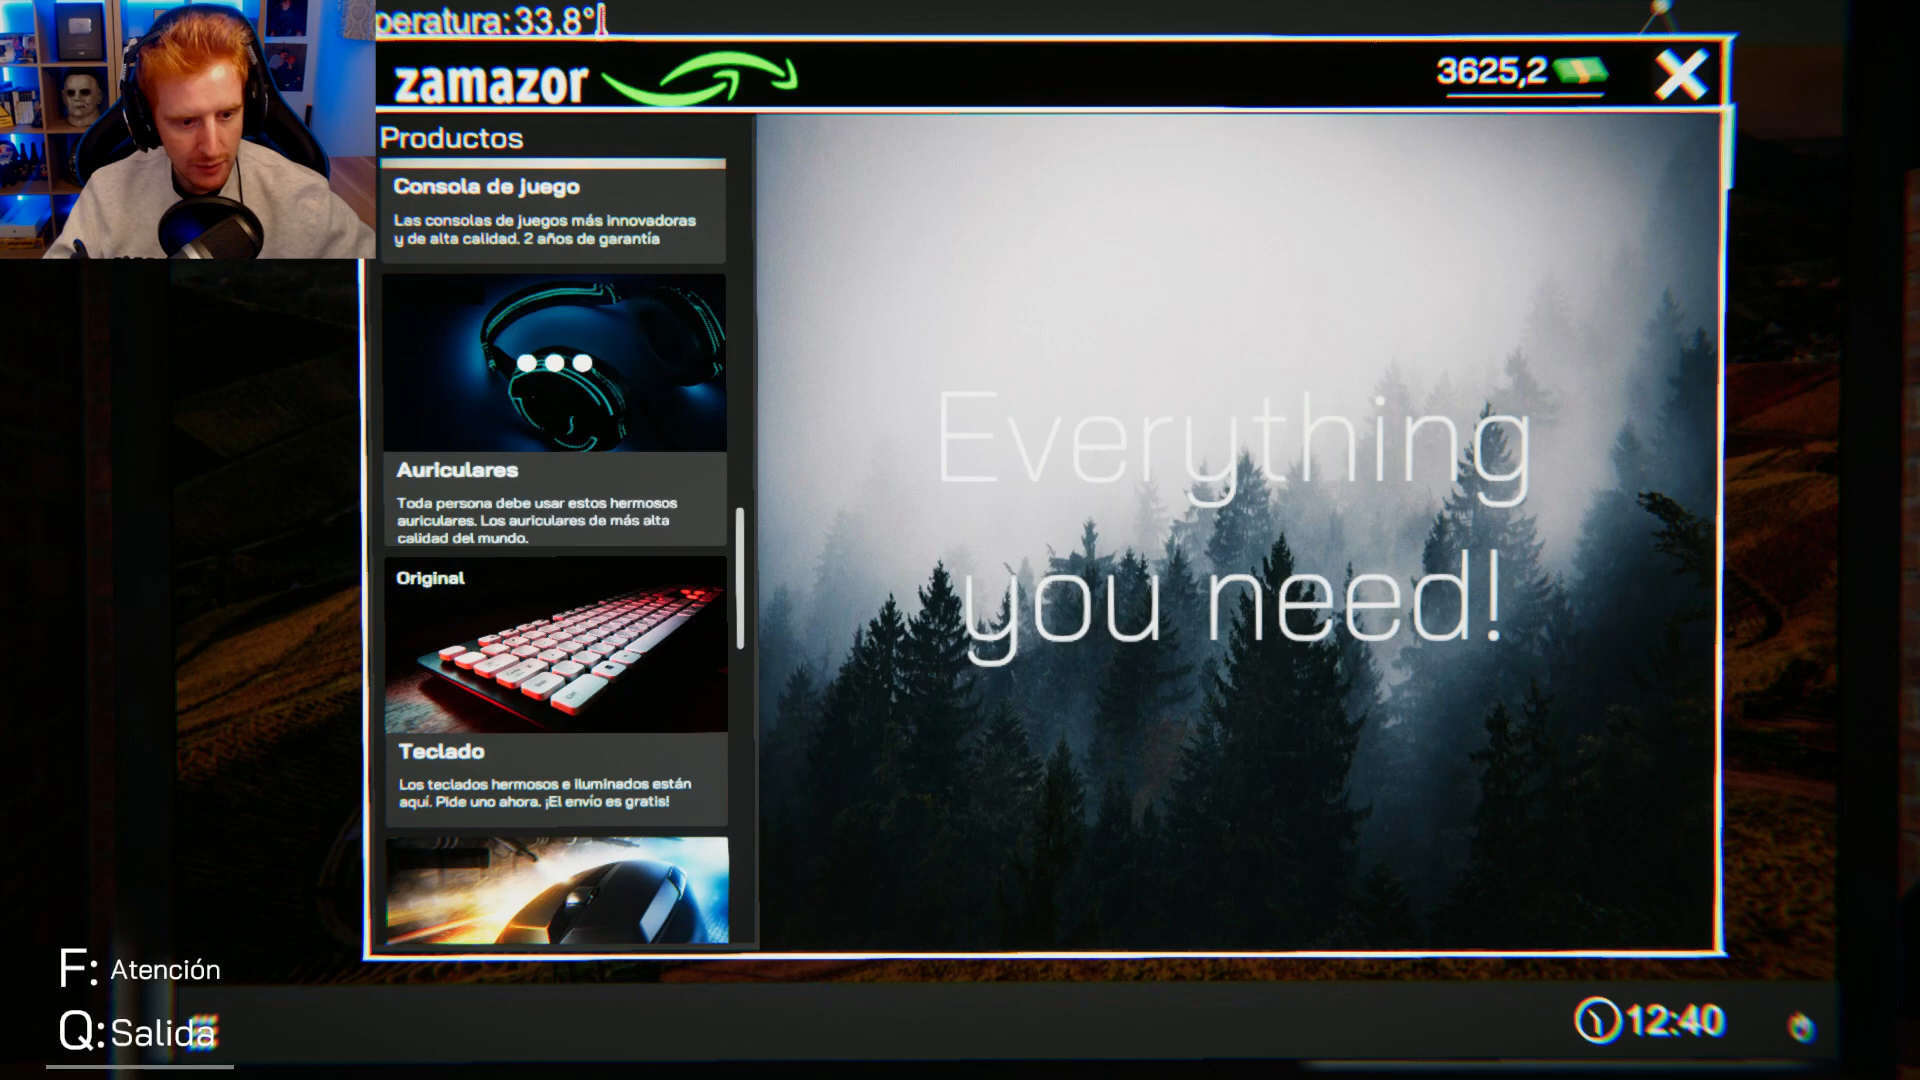 peratura: 33,8°
zamazor
3625,2
Productos
Consola de juego
Las consolas de juegos más innovadoras
y de alta calidad. 2 años de garantía
Auriculares
Toda persona debe usar estos hermosos
auriculares. Los auriculares de más alta
calidad del mundo.
Original
Teclado
Los teclados hermosos e iluminados están
aquí. Pide uno ahora. ¡El envío es gratis!
Everything
you need!
F: Atención
Q: Salida
12:40